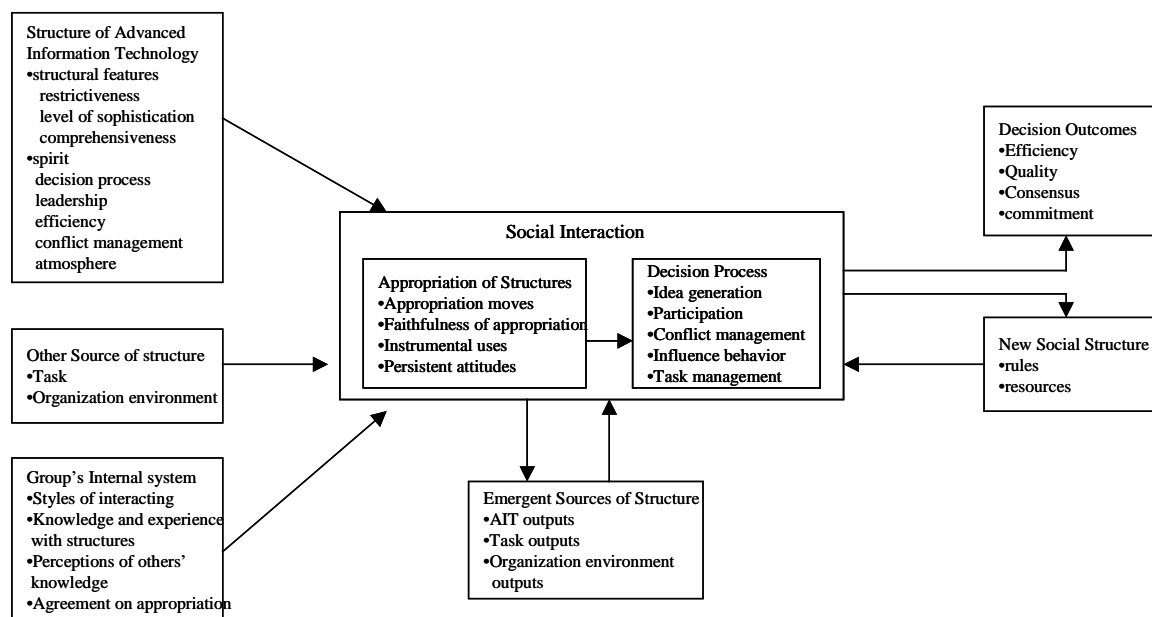 Structure of Advanced
Information Technology
•structural features
restrictiveness
level of sophistication
comprehensiveness
•spirit
decision process
leadership
efficiency
conflict management
atmosphere
Other Source of structure
•Task
•Organization environment
Group's Internal system
•Styles of interacting
•Knowledge and experience
with structures
•Perceptions of others'
knowledge
•Agreement on appropriation
Social Interaction
Appropriation of Structures
•Appropriation moves
•Faithfulness of appropriation
•Instrumental uses
•Persistent attitudes
Decision Process
•Idea generation
•Participation
•Conflict management
•Influence behavior
•Task management
Emergent Sources of Structure
•AIT outputs
•Task outputs
•Organization environment
outputs
Decision Outcomes
•Efficiency
•Quality
•Consensus
•commitment
New Social Structure
•rules
•resources